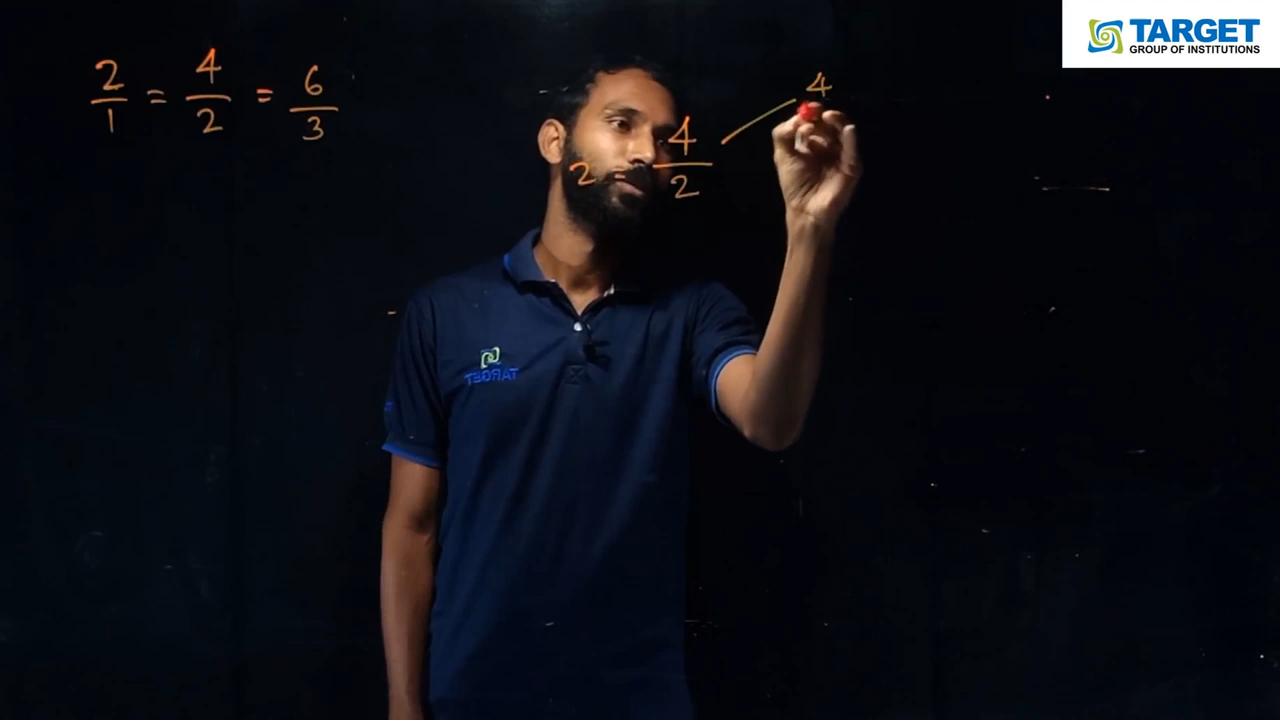 TARGET
GROUP OF INSTITUTIONS
2/1 = 4/2 = 6/3
2 = 4/2
4
TARGET